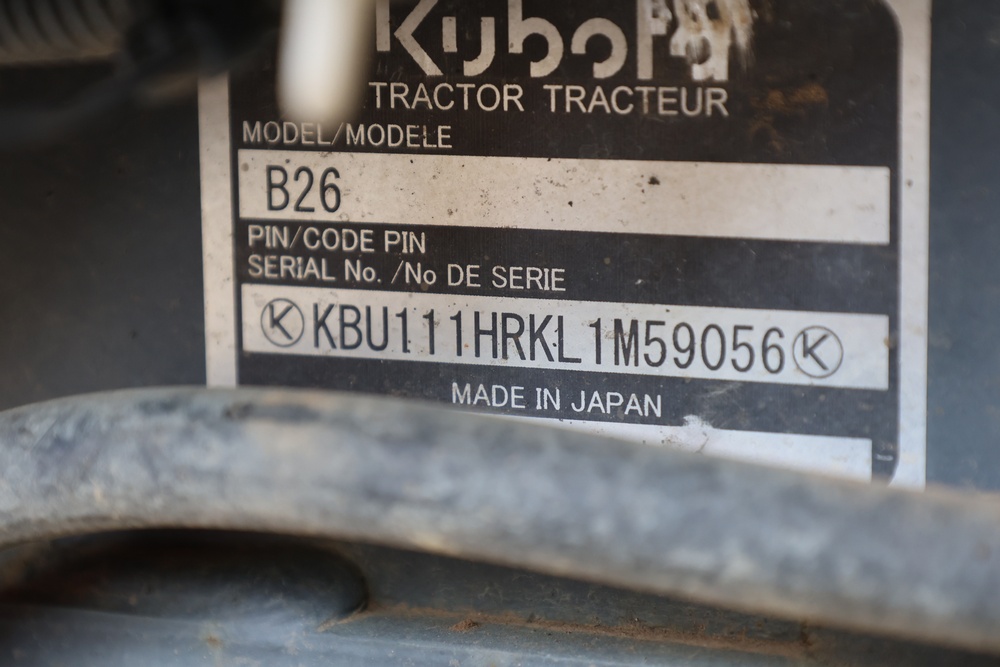 Kubota
TRACTOR TRACTEUR
MODEL/MODELE
B26
PIN/CODE PIN
SERIAL No. /No DE SERIE
KBU111HRKL1M59056
MADE IN JAPAN